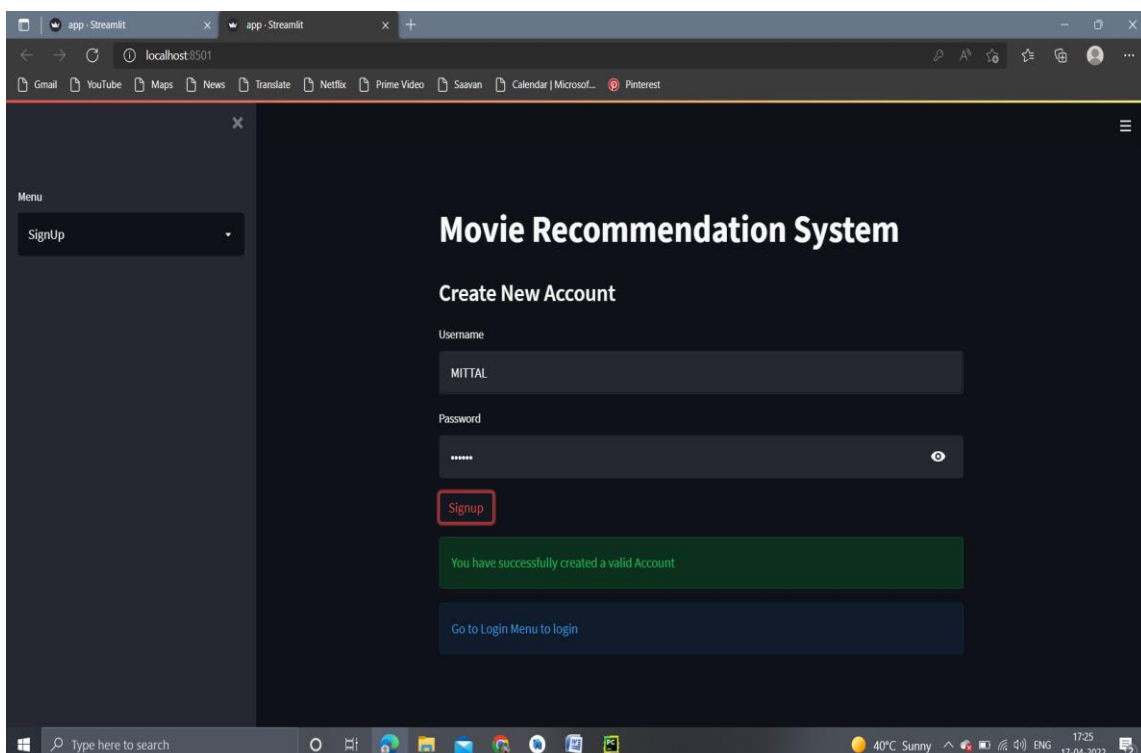 app · Streamlit
app · Streamlit
localhost:8501
Gmail YouTube Maps News Translate Netflix Prime Video Saavan Calendar | Microsof... Pinterest
Menu
SignUp
Movie Recommendation System
Create New Account
Username
MITTAL
Password
••••••
Signup
You have successfully created a valid Account
Go to Login Menu to login
Type here to search
40°C Sunny
ENG
17:25